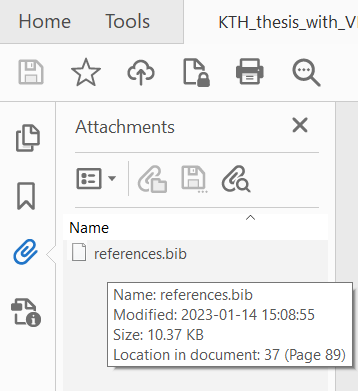 Home Tools KTH_thesis_with_V
Attachments
Name
references.bib
Name: references.bib
Modified: 2023-01-14 15:08:55
Size: 10.37 KB
Location in document: 37 (Page 89)